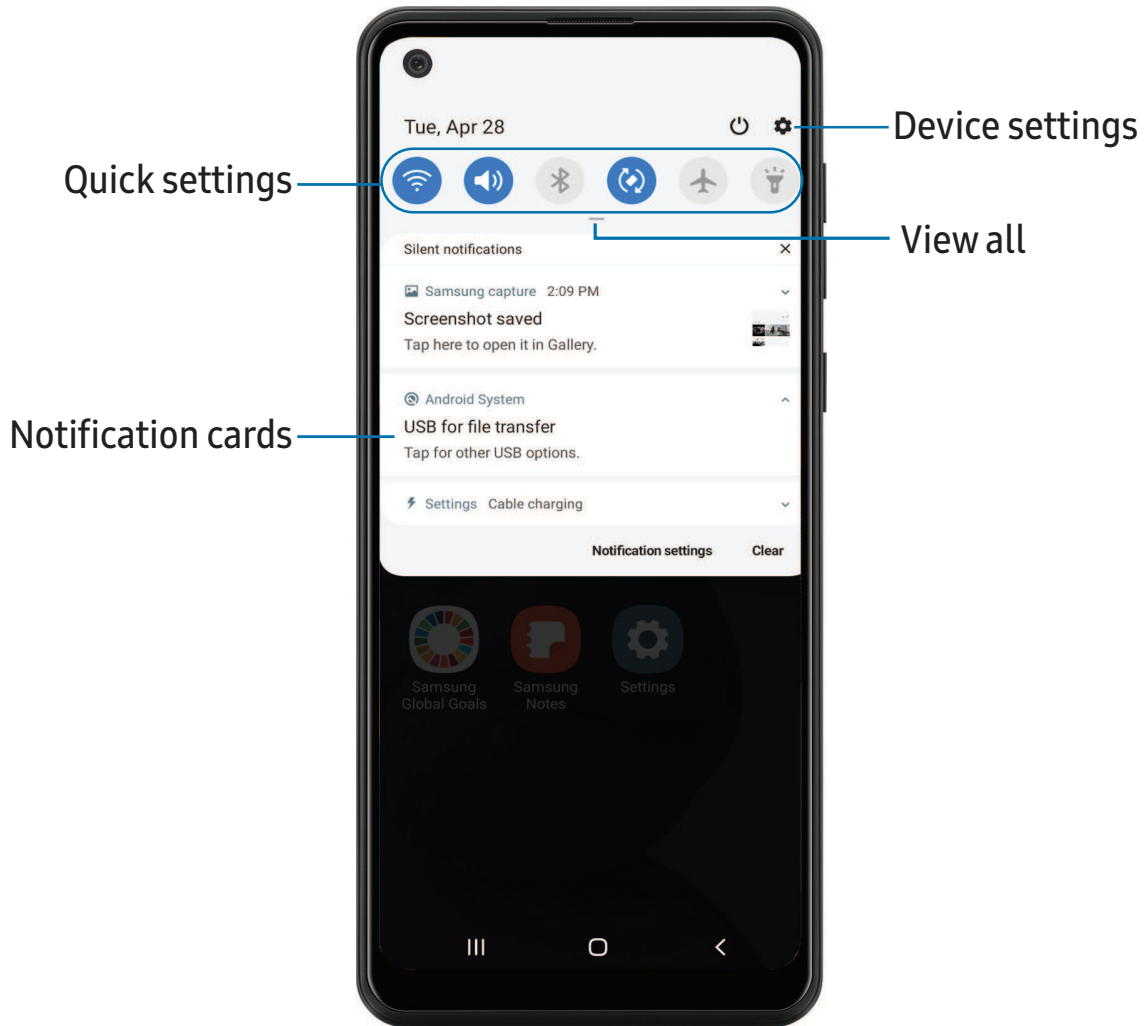 Tue, Apr 28
Device settings
Quick settings
View all
Silent notifications
Samsung capture 2:09 PM
Screenshot saved
Tap here to open it in Gallery.
Android System
Notification cards
USB for file transfer
Tap for other USB options.
Settings Cable charging
Notification settings Clear
Samsung Samsung Settings
Global Goals Notes